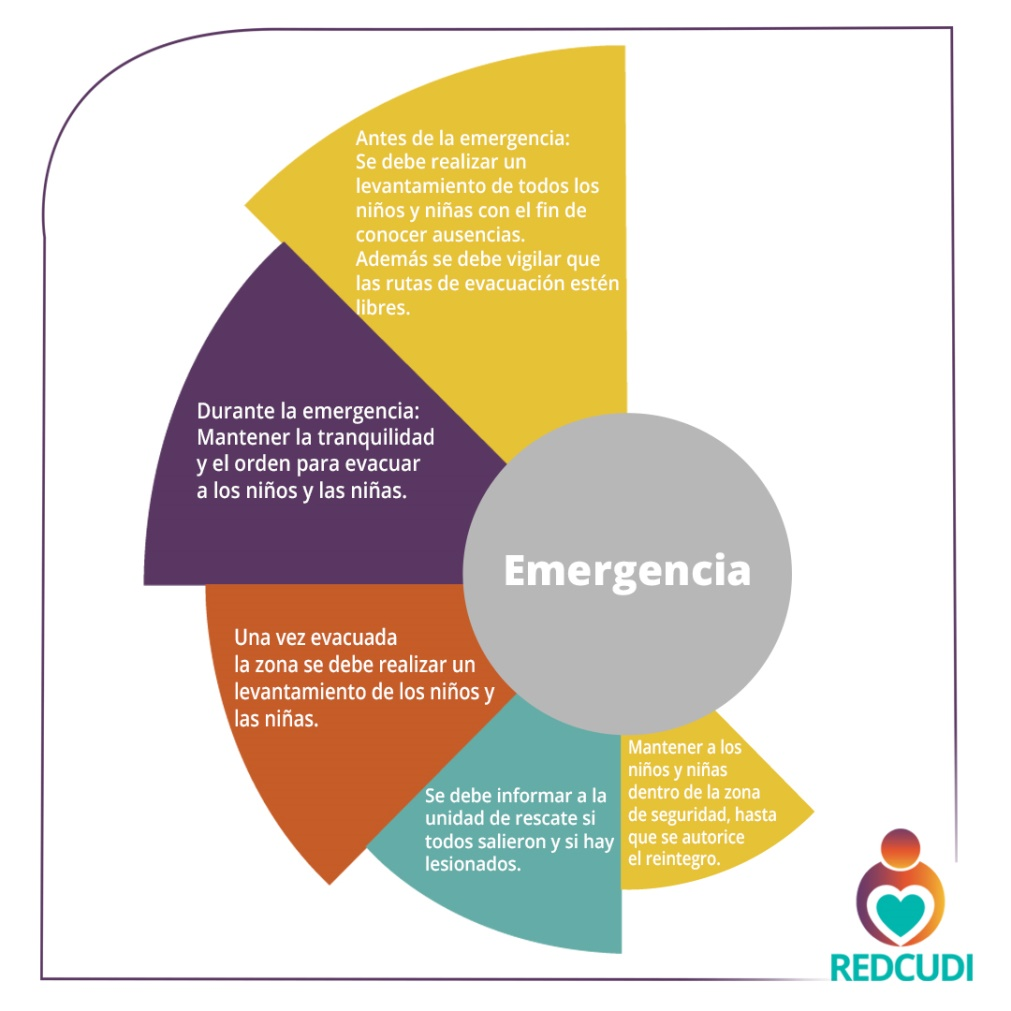 Antes de la emergencia:
Se debe realizar un
levantamiento de todos los
niños y niñas con el fin de
conocer ausencias.
Además se debe vigilar que
las rutas de evacuación estén
libres.
Durante la emergencia:
Mantener la tranquilidad
y el orden para evacuar
a los niños y las niñas.
Emergencia
Una vez evacuada
la zona se debe realizar un
levantamiento de los niños y
las niñas.
Se debe informar a la
unidad de rescate si
todos salieron y si hay
lesionados.
Mantener a los
niños y niñas
dentro de la zona
de seguridad, hasta
que se autorice
el reintegro.
REDCUDI